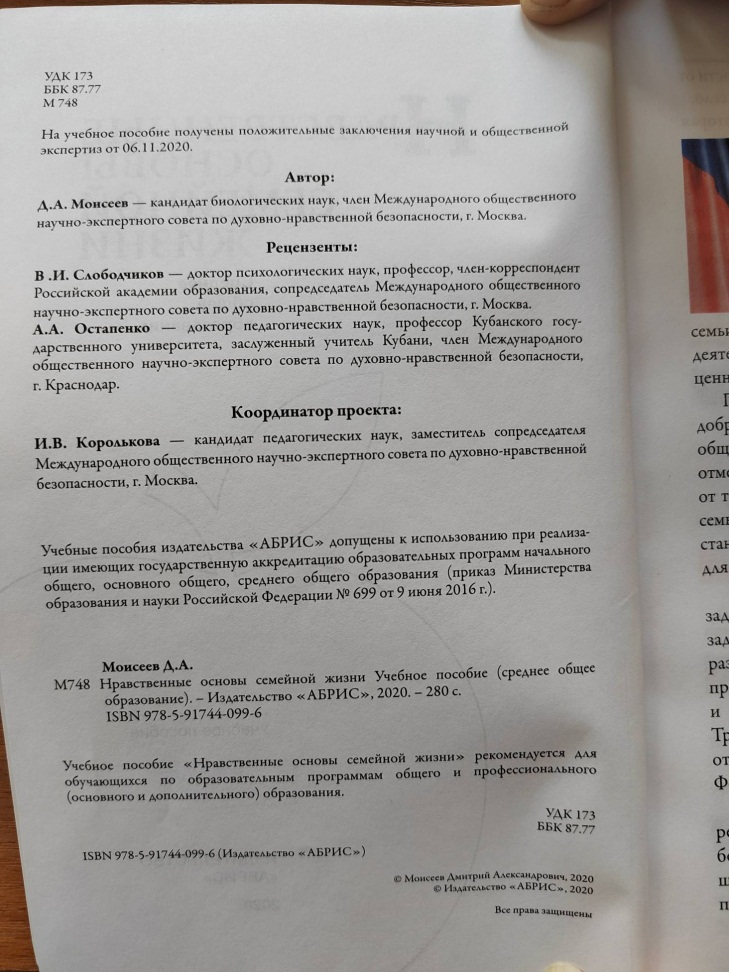 УДК 173
ББК 87.77
М 748
На учебное пособие получены положительные заключения научной и общественной
экспертиз от 06.11.2020.
Автор:
Д.А. Моисеев — кандидат биологических наук, член Международного общественного
научно-экспертного совета по духовно-нравственной безопасности, г. Москва.
Рецензенты:
В .И. Слободчиков — доктор психологических наук, профессор, член-корреспондент
Российской академии образования, сопредседатель Международного общественного
научно-экспертного совета по духовно-нравственной безопасности, г. Москва.
А.А. Остапенко — доктор педагогических наук, профессор Кубанского госу-
дарственного университета, заслуженный учитель Кубани, член Международного
общественного научно-экспертного совета по духовно-нравственной безопасности,
г. Краснодар.
Координатор проекта:
И.В. Королькова — кандидат педагогических наук, заместитель сопредседателя
Международного общественного научно-экспертного совета по духовно-нравственной
безопасности, г. Москва.
Учебные пособия издательства «АБРИС» допущены к использованию при реализа-
ции имеющих государственную аккредитацию образовательных программ начального
общего, основного общего, среднего общего образования (приказ Министерства
образования и науки Российской Федерации № 699 от 9 июня 2016 г.).
Моисеев Д.А.
М748 Нравственные основы семейной жизни Учебное пособие (среднее общее
образование). – Издательство «АБРИС», 2020. – 280 с.
ISBN 978-5-91744-099-6
Учебное пособие «Нравственные основы семейной жизни» рекомендуется для
обучающихся по образовательным программам общего и профессионального
(основного и дополнительного) образования.
УДК 173
ББК 87.77
ISBN 978-5-91744-099-6 (Издательство «АБРИС»)
© Моисеев Дмитрий Александрович, 2020
© Издательство «АБРИС», 2020
Все права защищены